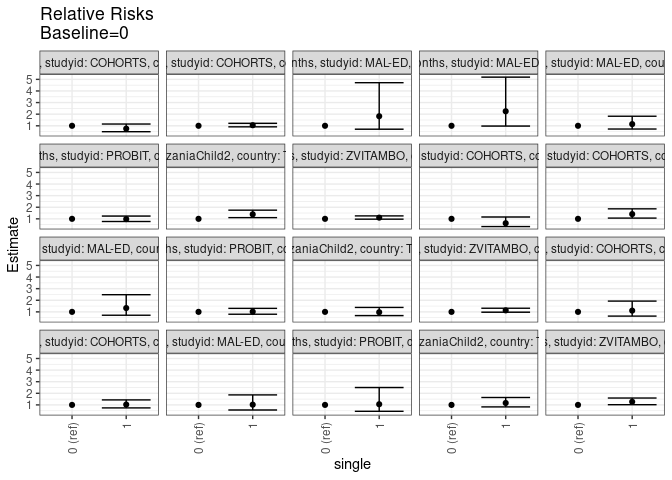 Relative Risks
Baseline=0
, studyid: COHORTS, c
, studyid: COHORTS, c
nths, studyid: MAL-ED,
onths, studyid: MAL-ED
, studyid: MAL-ED, cou
5
4
3
2
1
ths, studyid: PROBIT, c
zaniaChild2, country: T
s, studyid: ZVITAMBO,
studyid: COHORTS, co
studyid: COHORTS, co
5
4
3
2
1
Estimate
studyid: MAL-ED, coun
hs, studyid: PROBIT, co
zaniaChild2, country: T
, studyid: ZVITAMBO, c
, studyid: COHORTS, c
5
4
3
2
1
, studyid: COHORTS, c
, studyid: MAL-ED, cou
ths, studyid: PROBIT, c
zaniaChild2, country: T
s, studyid: ZVITAMBO,
5
4
3
2
1
0 (ref)
1
0 (ref)
1
0 (ref)
1
0 (ref)
1
0 (ref)
1
single